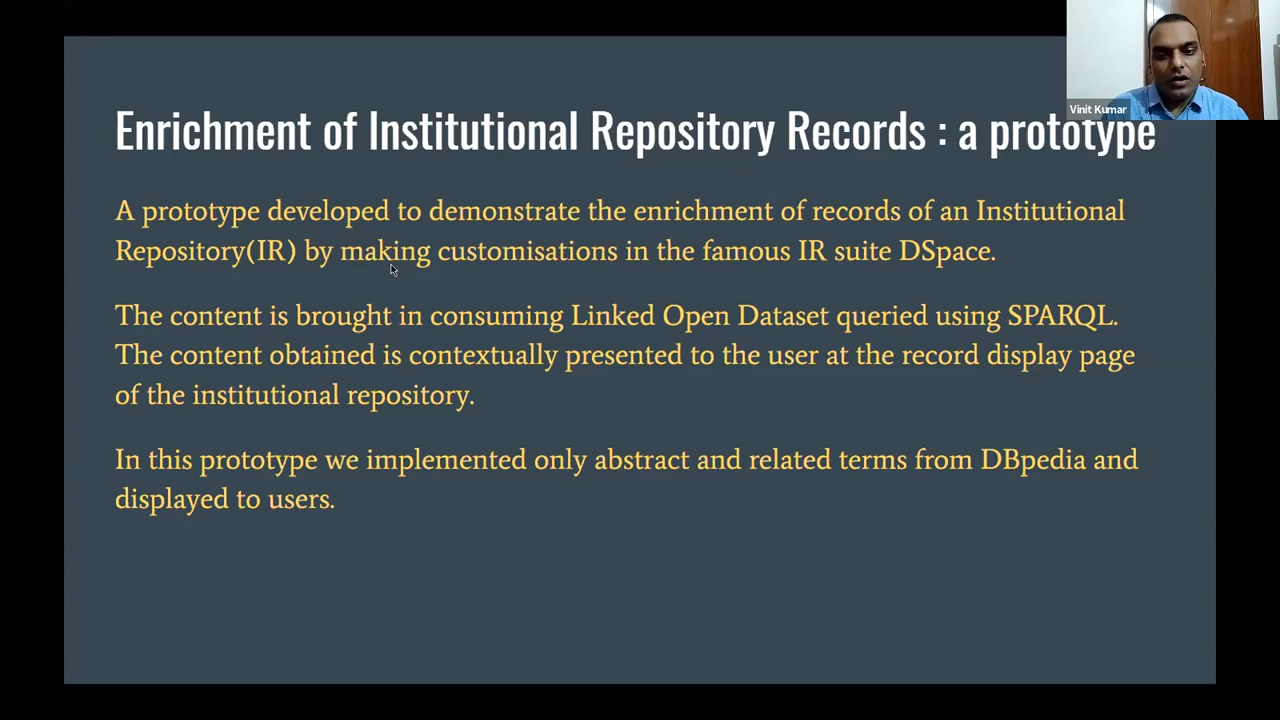 Vinit Kumar
Enrichment of Institutional Repository Records : a prototype
A prototype developed to demonstrate the enrichment of records of an Institutional
Repository(IR) by making customisations in the famous IR suite DSpace.
The content is brought in consuming Linked Open Dataset queried using SPARQL.
The content obtained is contextually presented to the user at the record display page
of the institutional repository.
In this prototype we implemented only abstract and related terms from DBpedia and
displayed to users.